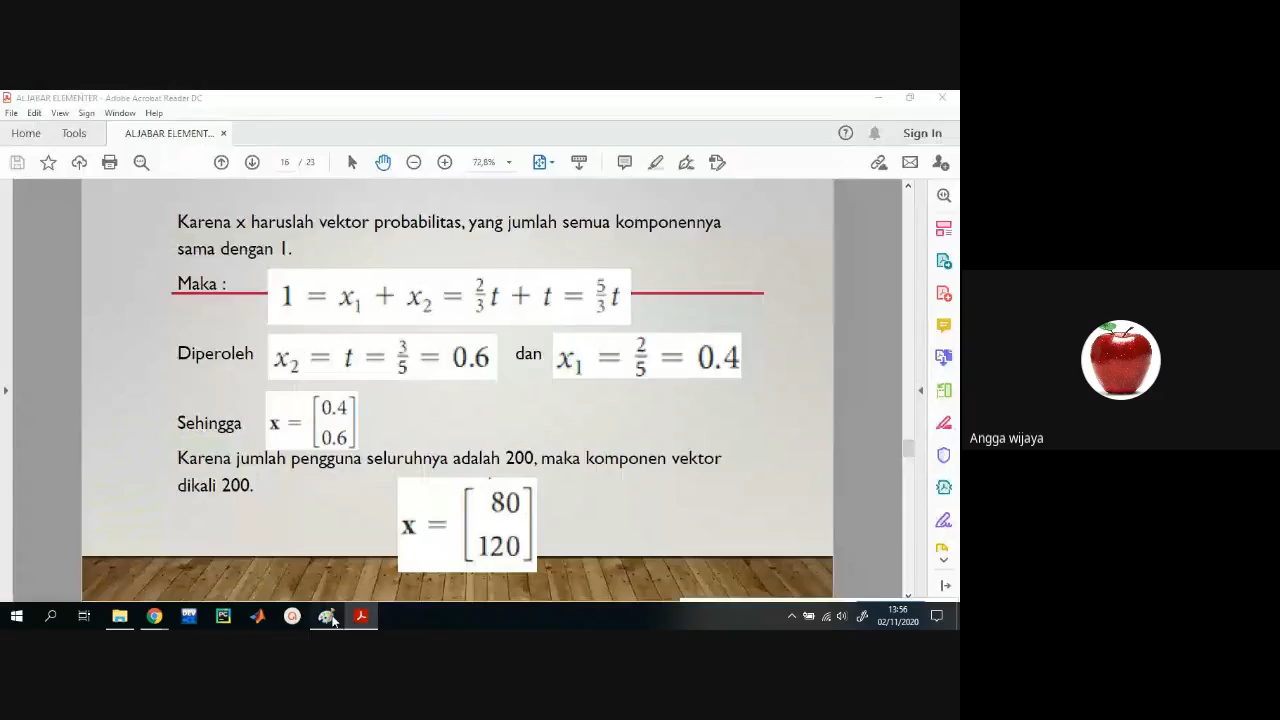 ALJABAR ELEMENTER - Adobe Acrobat Reader DC
File Edit View Sign Window Help
Home Tools ALJABAR ELEMENT... × Sign In
16 / 23 72,8%
Karena x haruslah vektor probabilitas, yang jumlah semua komponennya
sama dengan 1.
Maka : 1 = x₁ + x₂ = 2/3 t + t = 5/3 t
Diperoleh x₂ = t = 3/5 = 0.6 dan x₁ = 2/5 = 0.4
Sehingga x = [0.4
0.6]
Karena jumlah pengguna seluruhnya adalah 200, maka komponen vektor
dikali 200.
x = [80
120]
Angga wijaya
DEV PC
13:56
02/11/2020